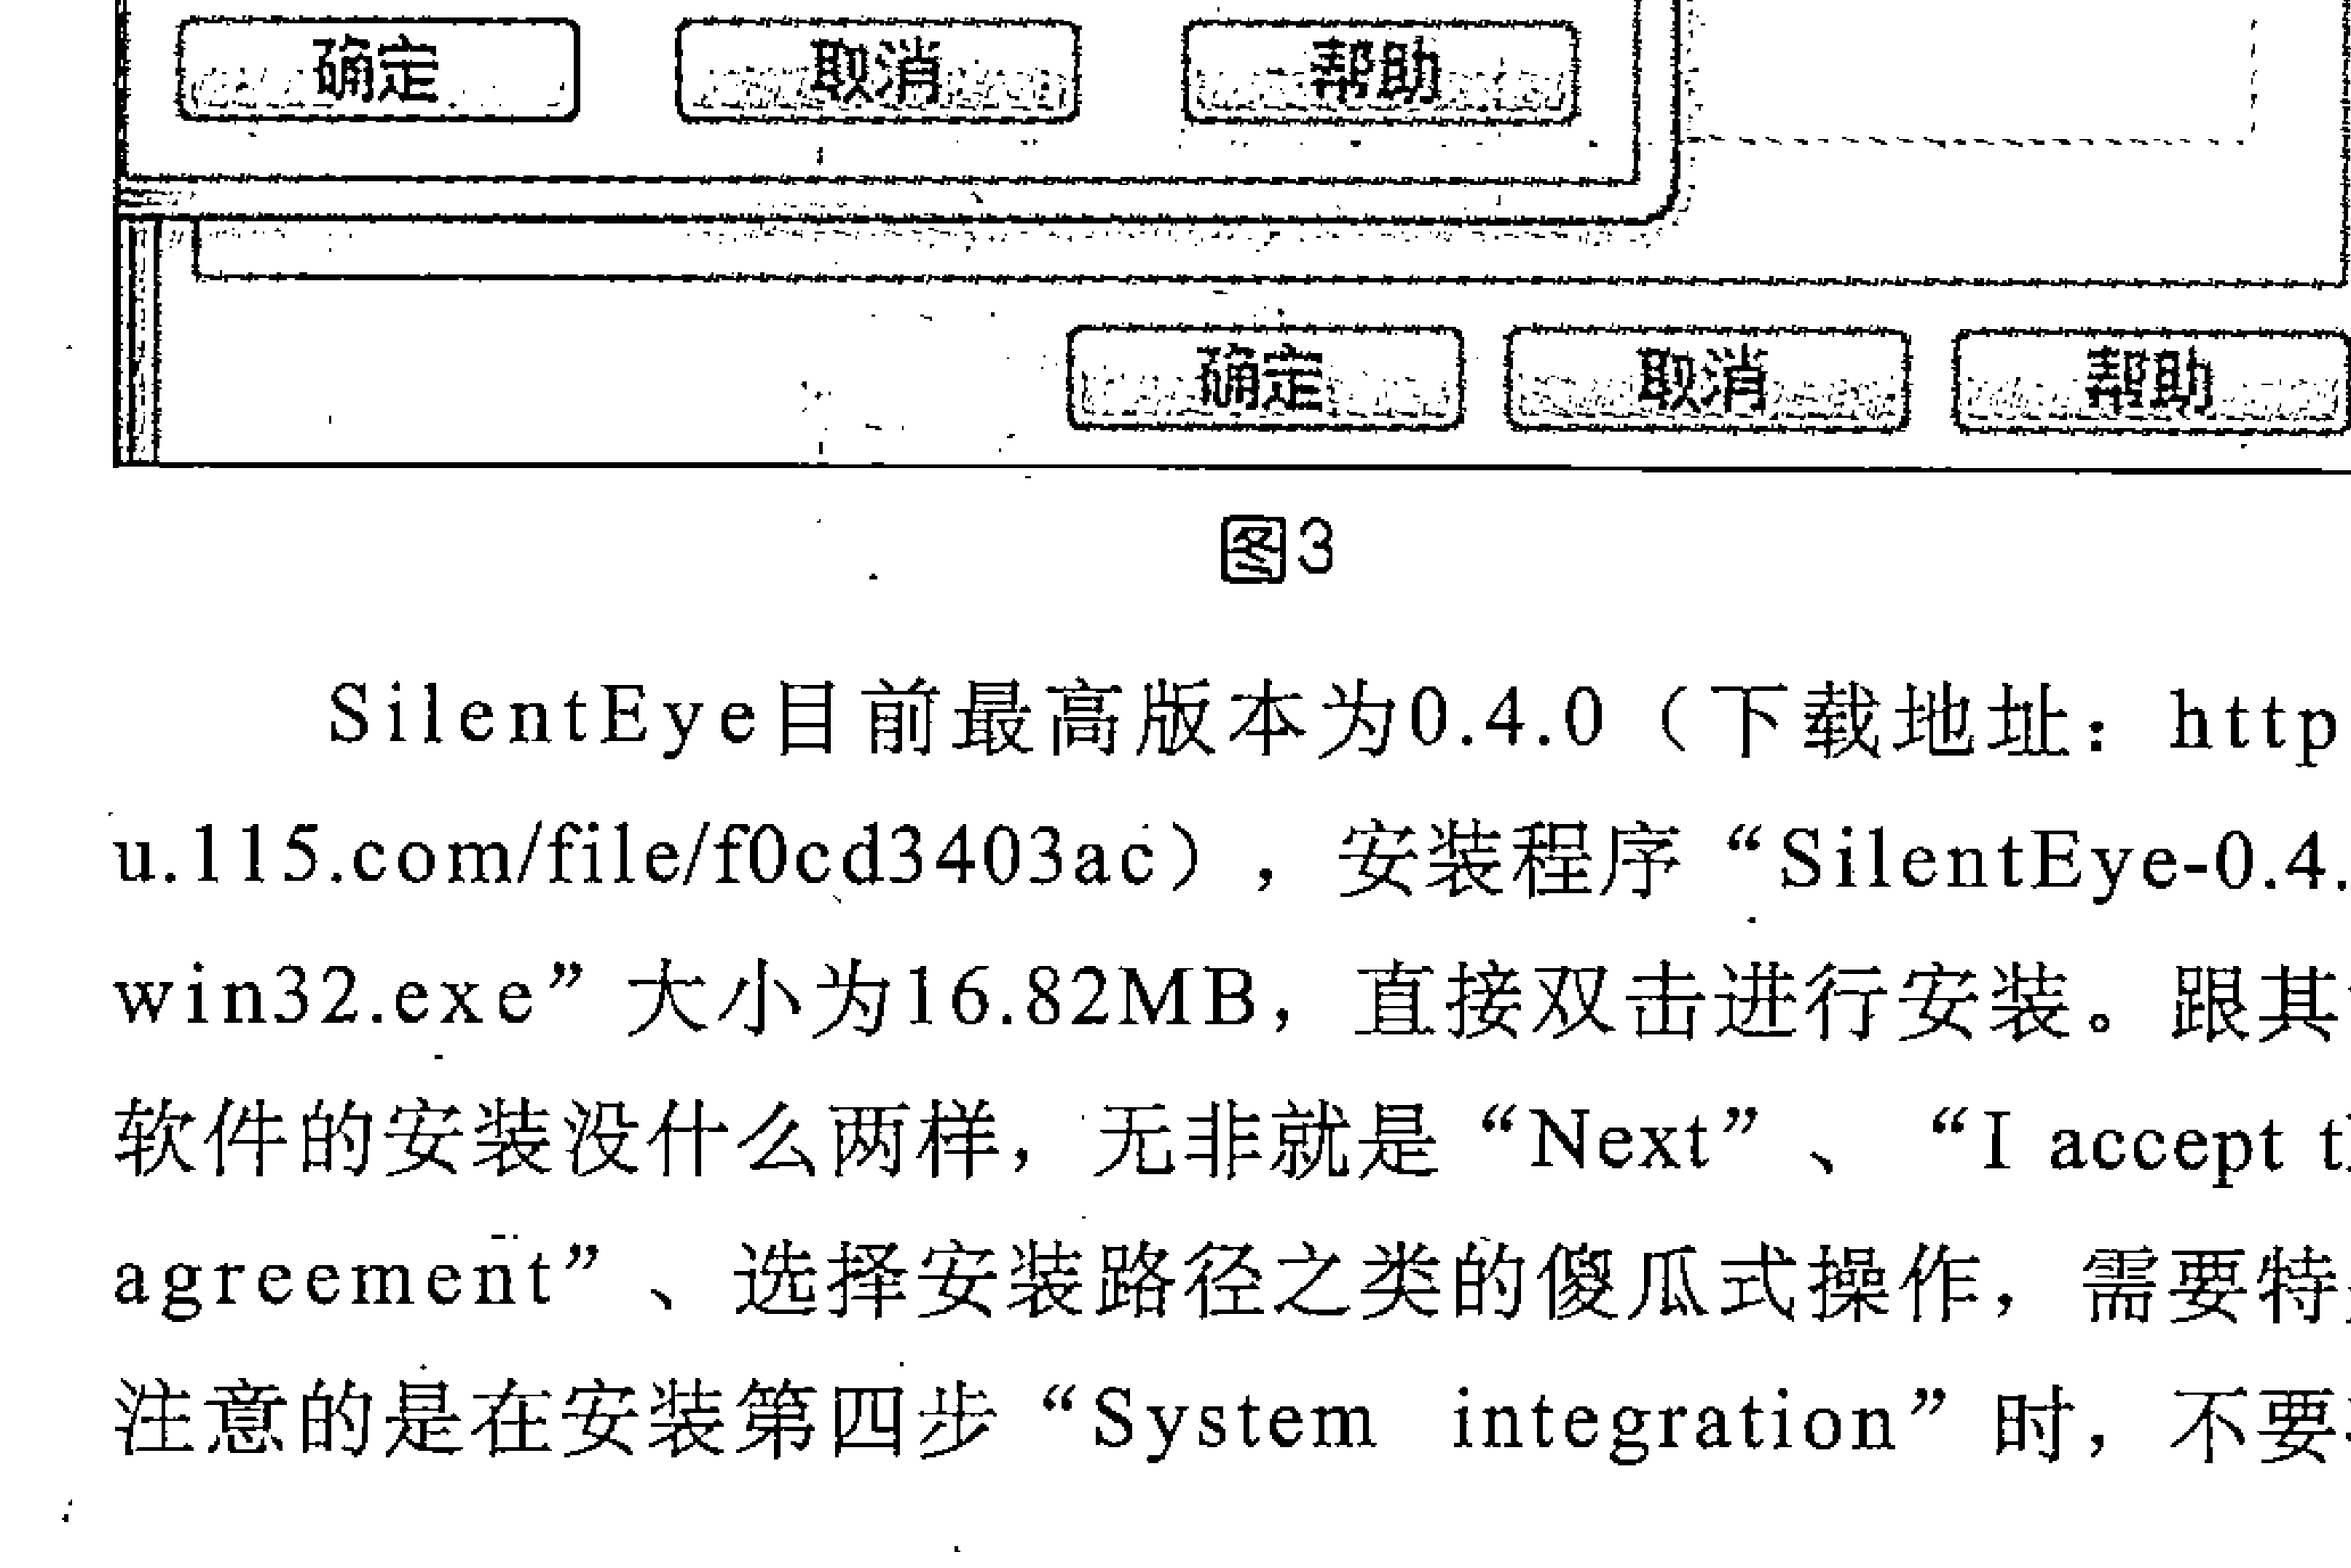 确定 取消 帮助
确定 取消 帮助
图3
SilentEye目前最高版本为0.4.0（下载地址：http
u.115.com/file/f0cd3403ac），安装程序“SilentEye-0.4.
win32.exe”大小为16.82MB，直接双击进行安装。跟其
软件的安装没什么两样，无非就是“Next”、“I accept
agreement”、选择安装路径之类的傻瓜式操作，需要特
注意的是在安装第四步“System integration”时，不要